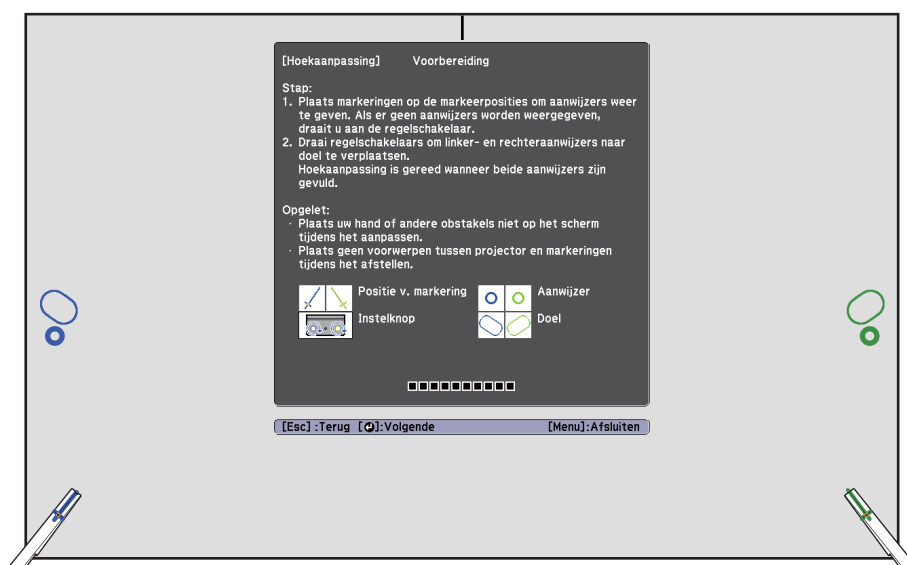 [Hoekaanpassing] Voorbereiding
Stap:
1. Plaats markeringen op de markeerposities om aanwijzers weer
te geven. Als er geen aanwijzers worden weergegeven,
draait u aan de regelschakelaar.
2. Draai regelschakelaars om linker- en rechteraanwijzers naar
doel te verplaatsen.
Hoekaanpassing is gereed wanneer beide aanwijzers zijn
gevuld.
Opgelet:
· Plaats uw hand of andere obstakels niet op het scherm
tijdens het aanpassen.
· Plaats geen voorwerpen tussen projector en markeringen
tijdens het afstellen.
Positie v. markering Aanwijzer
Instelknop Doel
[Esc] :Terug [↵]:Volgende [Menu]:Afsluiten